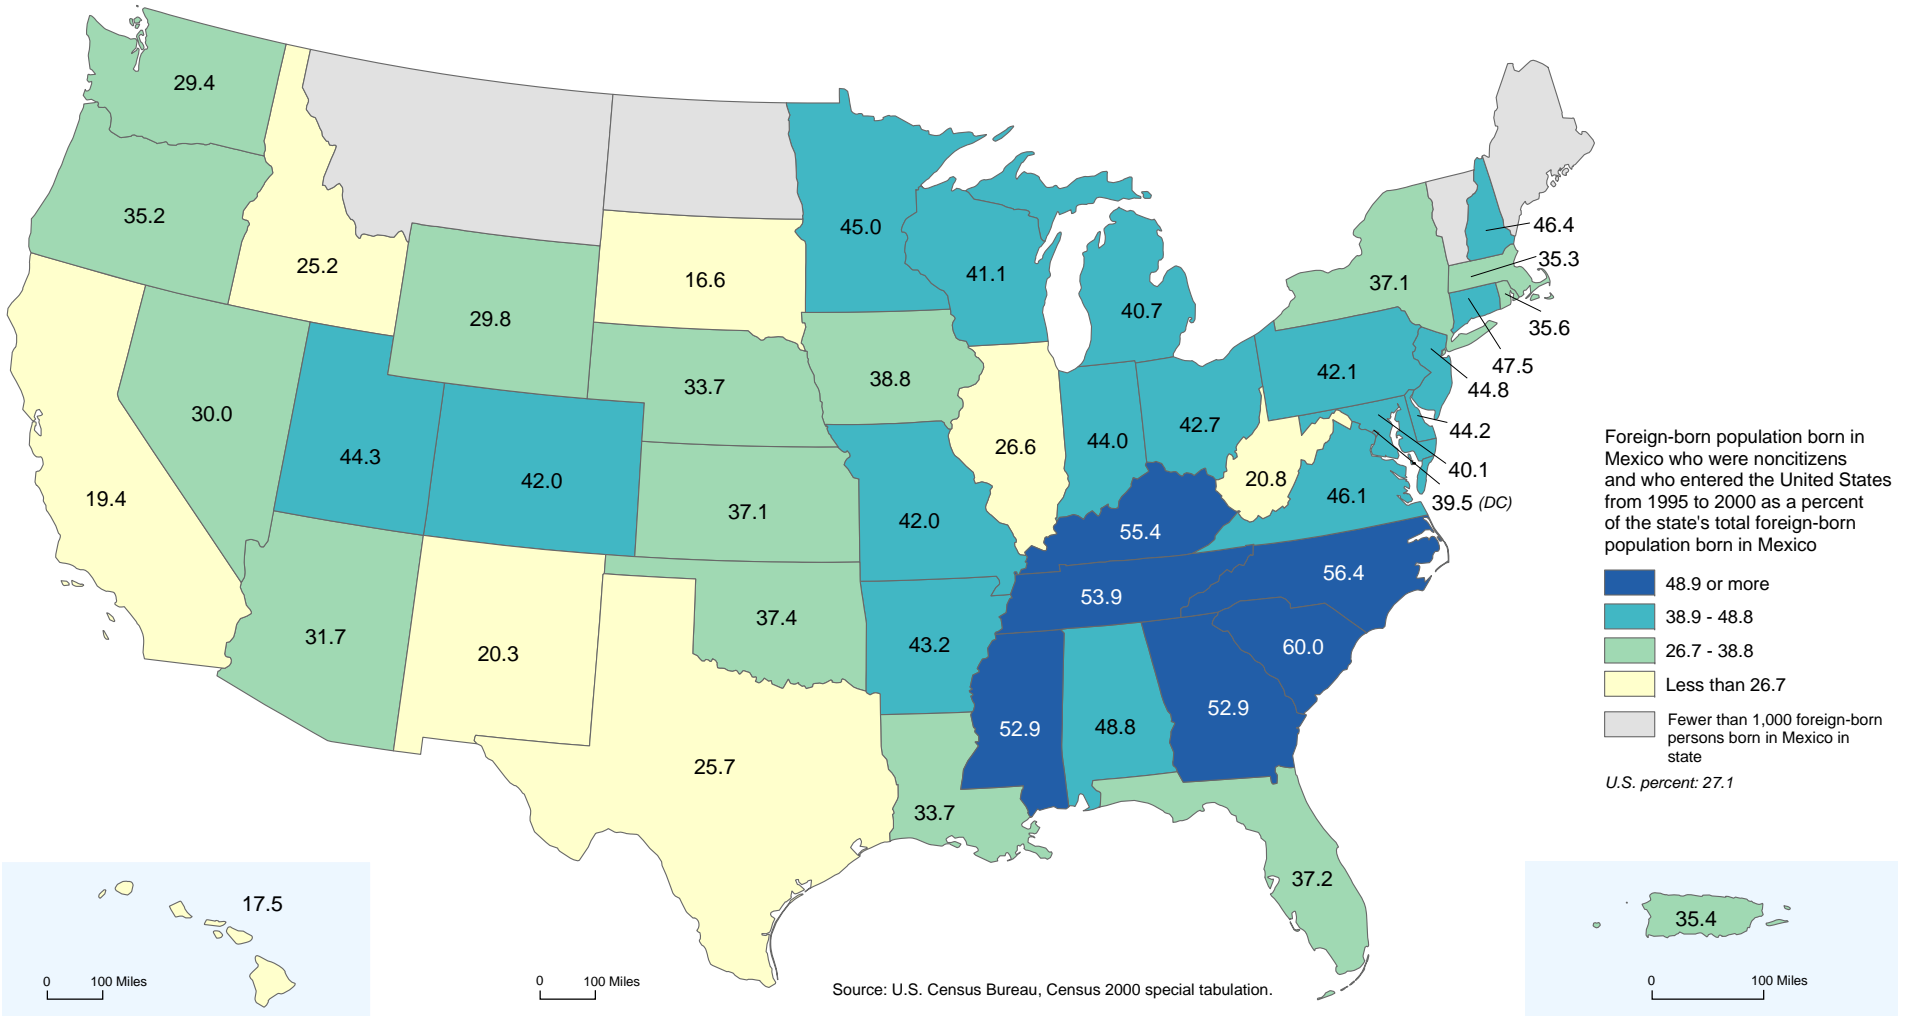 29.4
35.2
25.2
19.4
30.0
29.8
44.3
42.0
31.7
20.3
16.6
33.7
37.1
37.4
25.7
45.0
38.8
42.0
43.2
33.7
41.1
26.6
40.7
44.0
42.7
55.4
53.9
52.9
48.8
52.9
37.2
60.0
56.4
46.1
20.8
42.1
37.1
46.4
35.3
35.6
47.5
44.8
44.2
40.1
39.5 (DC)
Foreign-born population born in
Mexico who were noncitizens
and who entered the United States
from 1995 to 2000 as a percent
of the state's total foreign-born
population born in Mexico
48.9 or more
38.9 - 48.8
26.7 - 38.8
Less than 26.7
Fewer than 1,000 foreign-born
persons born in Mexico in
state
U.S. percent: 27.1
17.5
0 100 Miles
0 100 Miles
Source: U.S. Census Bureau, Census 2000 special tabulation.
35.4
0 100 Miles